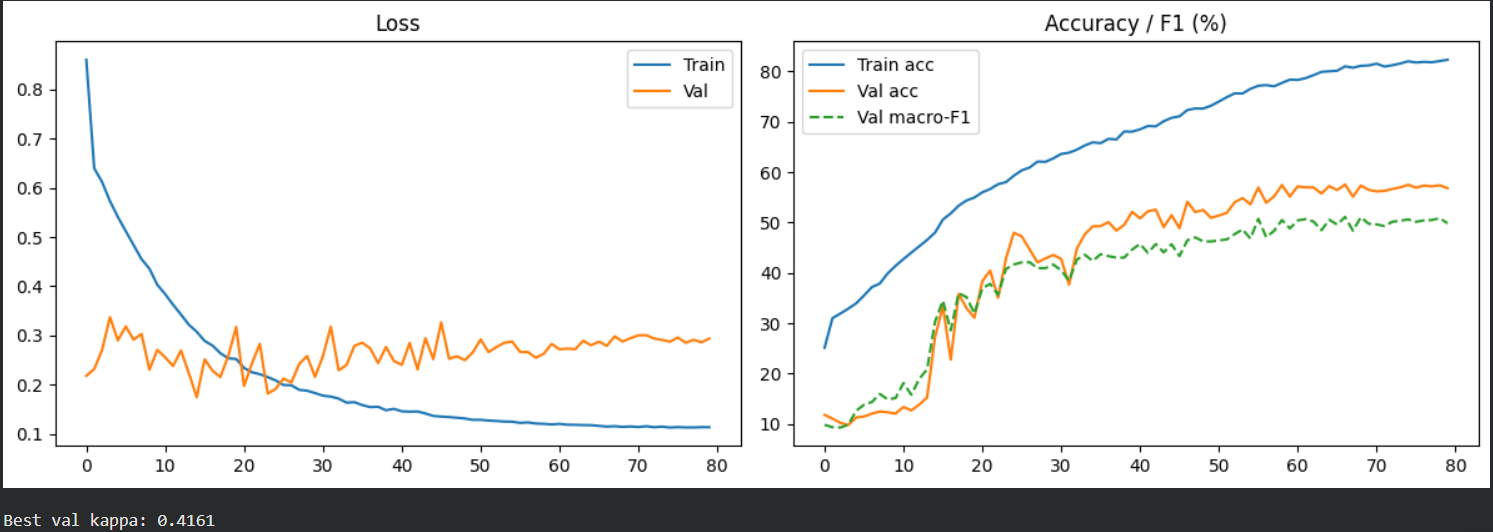 Loss
Train
Val
0.8
0.7
0.6
0.5
0.4
0.3
0.2
0.1
0 10 20 30 40 50 60 70 80
Accuracy / F1 (%)
Train acc
Val acc
Val macro-F1
80
70
60
50
40
30
20
10
0 10 20 30 40 50 60 70 80
Best val kappa: 0.4161